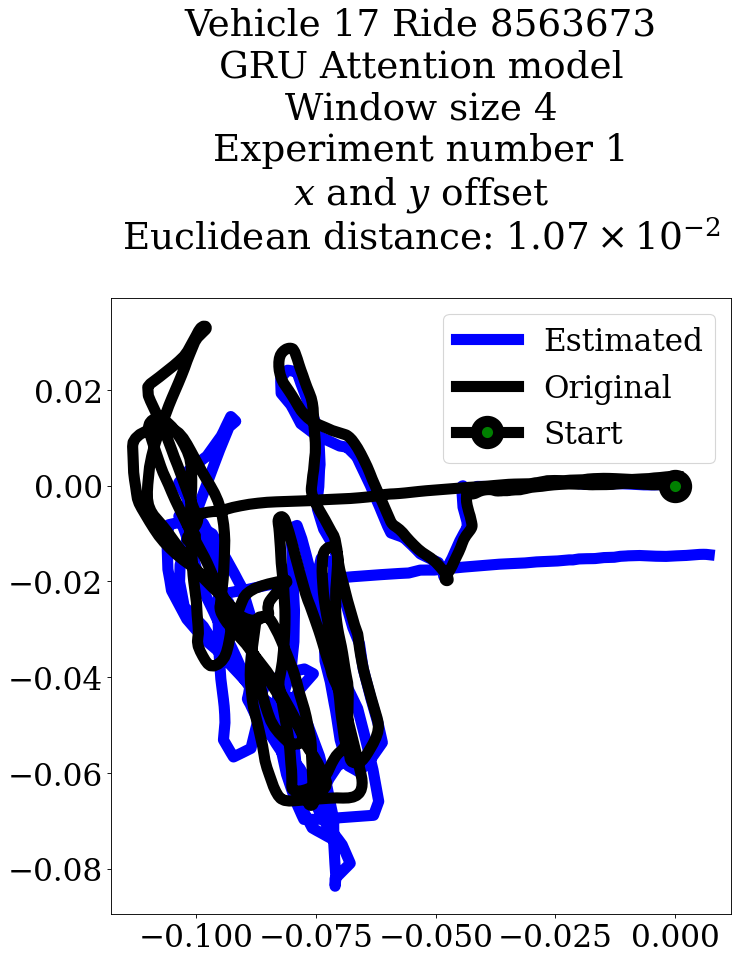 Vehicle 17 Ride 8563673
GRU Attention model
Window size 4
Experiment number 1
x and y offset
Euclidean distance: 1.07 × 10⁻²
Estimated
Original
Start
0.02
0.00
−0.02
−0.04
−0.06
−0.08
−0.100 −0.075 −0.050 −0.025 0.000